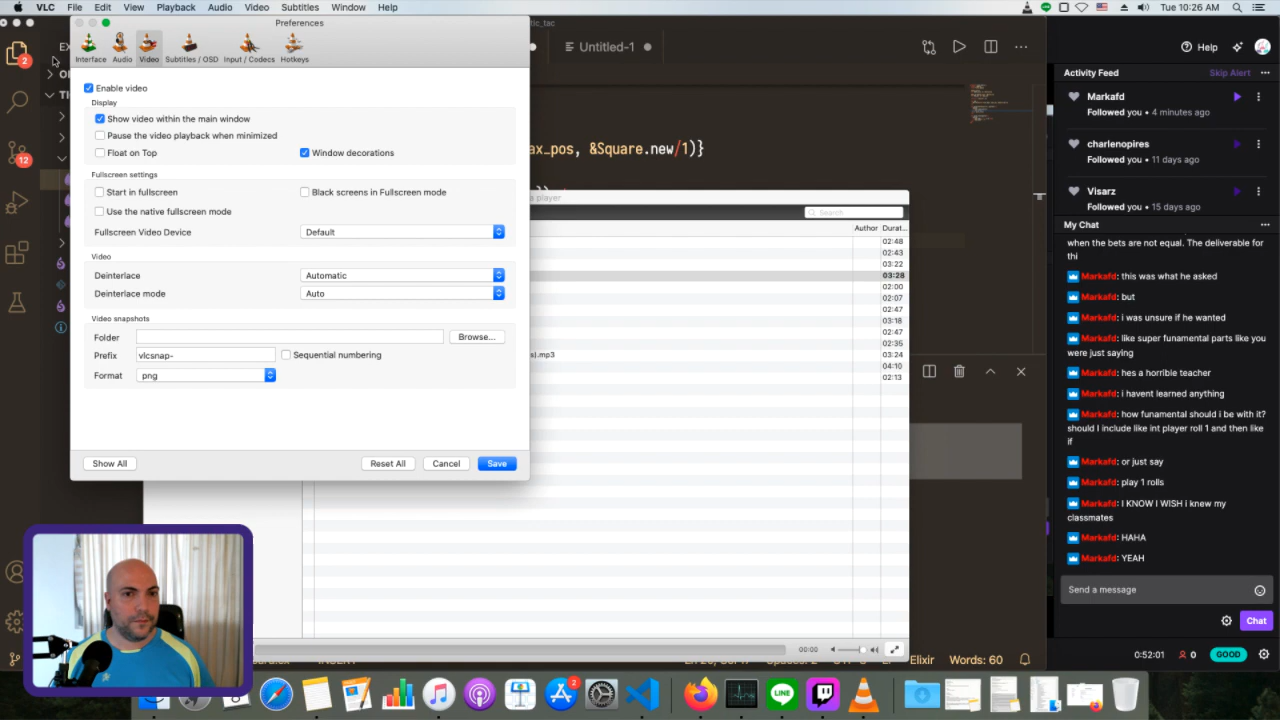 VLC File Edit View Playback Audio Video Subtitles Window Help
Tue 10:26 AM
Preferences
tic_tac
Interface Audio Video Subtitles / OSD Input / Codecs Hotkeys
Untitled-1
Help
2
12
Enable video
Display
Show video within the main window
Pause the video playback when minimized
Float on Top
Window decorations
Fullscreen settings
Start in fullscreen
Black screens in Fullscreen mode
Use the native fullscreen mode
Fullscreen Video Device
Default
Video
Deinterlace
Automatic
Deinterlace mode
Auto
Video snapshots
Folder
Browse...
Prefix
vlcsnap-
Sequential numbering
Format
png
Show All
Reset All
Cancel
Save
ax_pos, &Square.new/1)}
player
Search
Author Durat...
02:48
02:43
03:22
03:28
02:00
02:07
02:47
03:18
02:47
02:35
s).mp3
03:24
04:10
02:13
00:00
INSERT
Spaces: 2
Elixir
Words: 60
Activity Feed
Skip Alert
Markafd
Followed you • 4 minutes ago
charlenopires
Followed you • 11 days ago
Visarz
Followed you • 15 days ago
My Chat
when the bets are not equal. The deliverable for
thi
Markafd: this was what he asked
Markafd: but
Markafd: i was unsure if he wanted
Markafd: like super funamental parts like you
were just saying
Markafd: hes a horrible teacher
Markafd: i havent learned anything
Markafd: how funamental should i be with it?
should I include like int player roll 1 and then like
if
Markafd: or just say
Markafd: play 1 rolls
Markafd: I KNOW I WISH i knew my
classmates
Markafd: HAHA
Markafd: YEAH
Send a message
Chat
0:52:01
0
GOOD
2
LINE